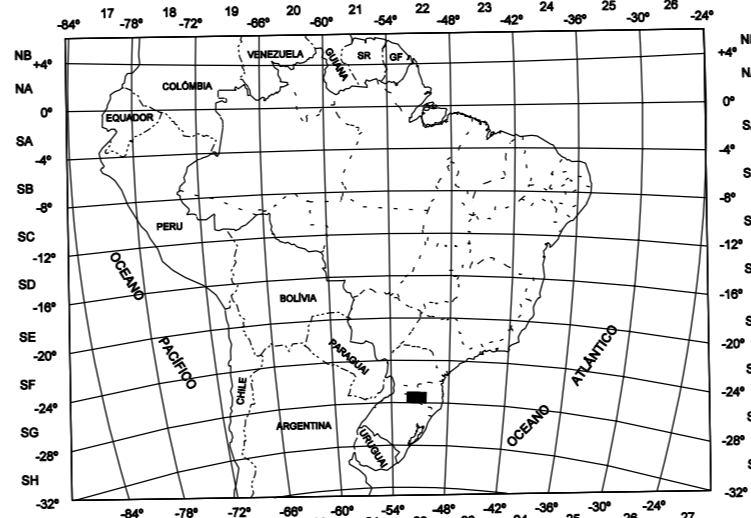 17 18 19 20 21 22 23 24 25 26
-84° -78° -72° -66° -60° -54° -48° -42° -36° -30° -24°
NB
+4°
NA
0°
SA
-4°
SB
-8°
SC
-12°
SD
-16°
SE
-20°
SF
-24°
SG
-28°
SH
-32°
VENEZUELA
GUIANA
SR
GF
COLÔMBIA
EQUADOR
PERU
BOLÍVIA
PARAGUAI
CHILE
ARGENTINA
URUGUAI
OCEANO
PACÍFICO
OCEANO
ATLÂNTICO
+4°
0°
-4°
-8°
-12°
-16°
-20°
-24°
-28°
-32°
-84° -78° -72° -66° -60° -54° -48° -42° -36° -30° -24°